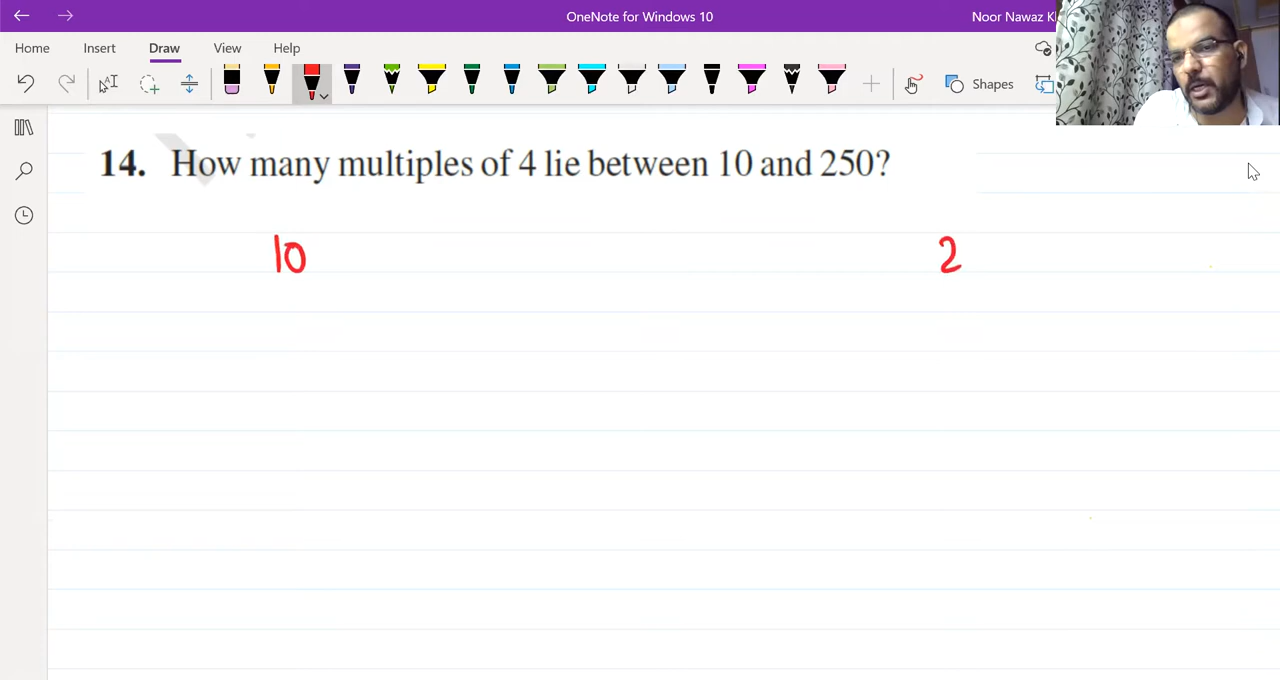 OneNote for Windows 10
Noor Nawaz
Home Insert Draw View Help
Shapes
14. How many multiples of 4 lie between 10 and 250?
10 2